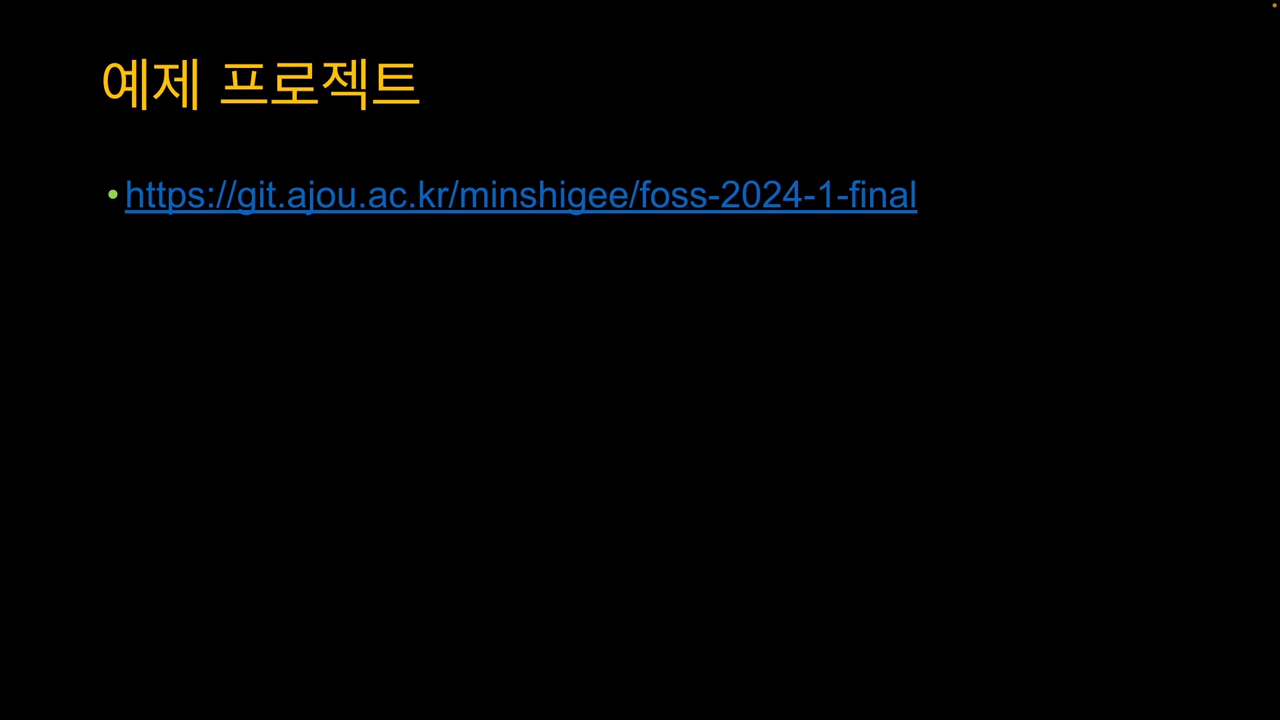 예제 프로젝트
•https://git.ajou.ac.kr/minshigee/foss-2024-1-final